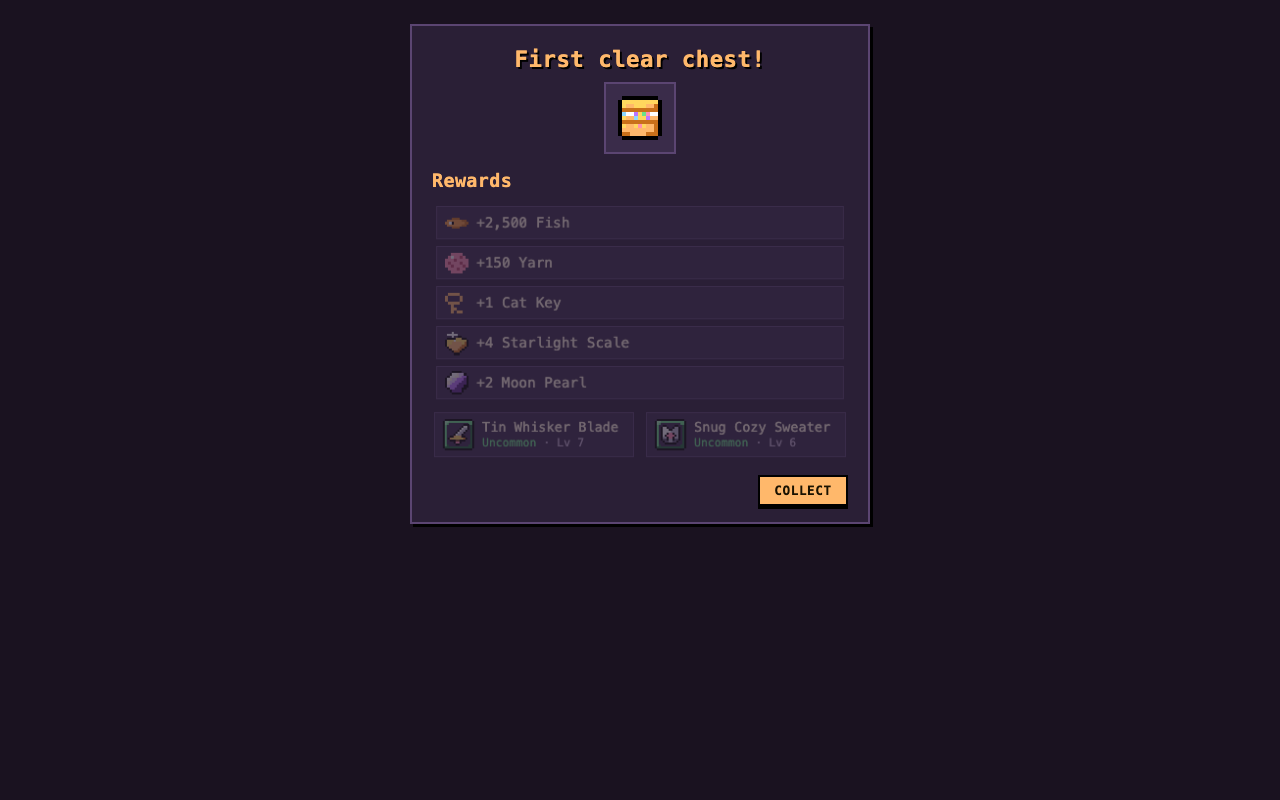 First clear chest!
Rewards
+2,500 Fish
+150 Yarn
+1 Cat Key
+4 Starlight Scale
+2 Moon Pearl
Tin Whisker Blade
Uncommon · Lv 7
Snug Cozy Sweater
Uncommon · Lv 6
COLLECT